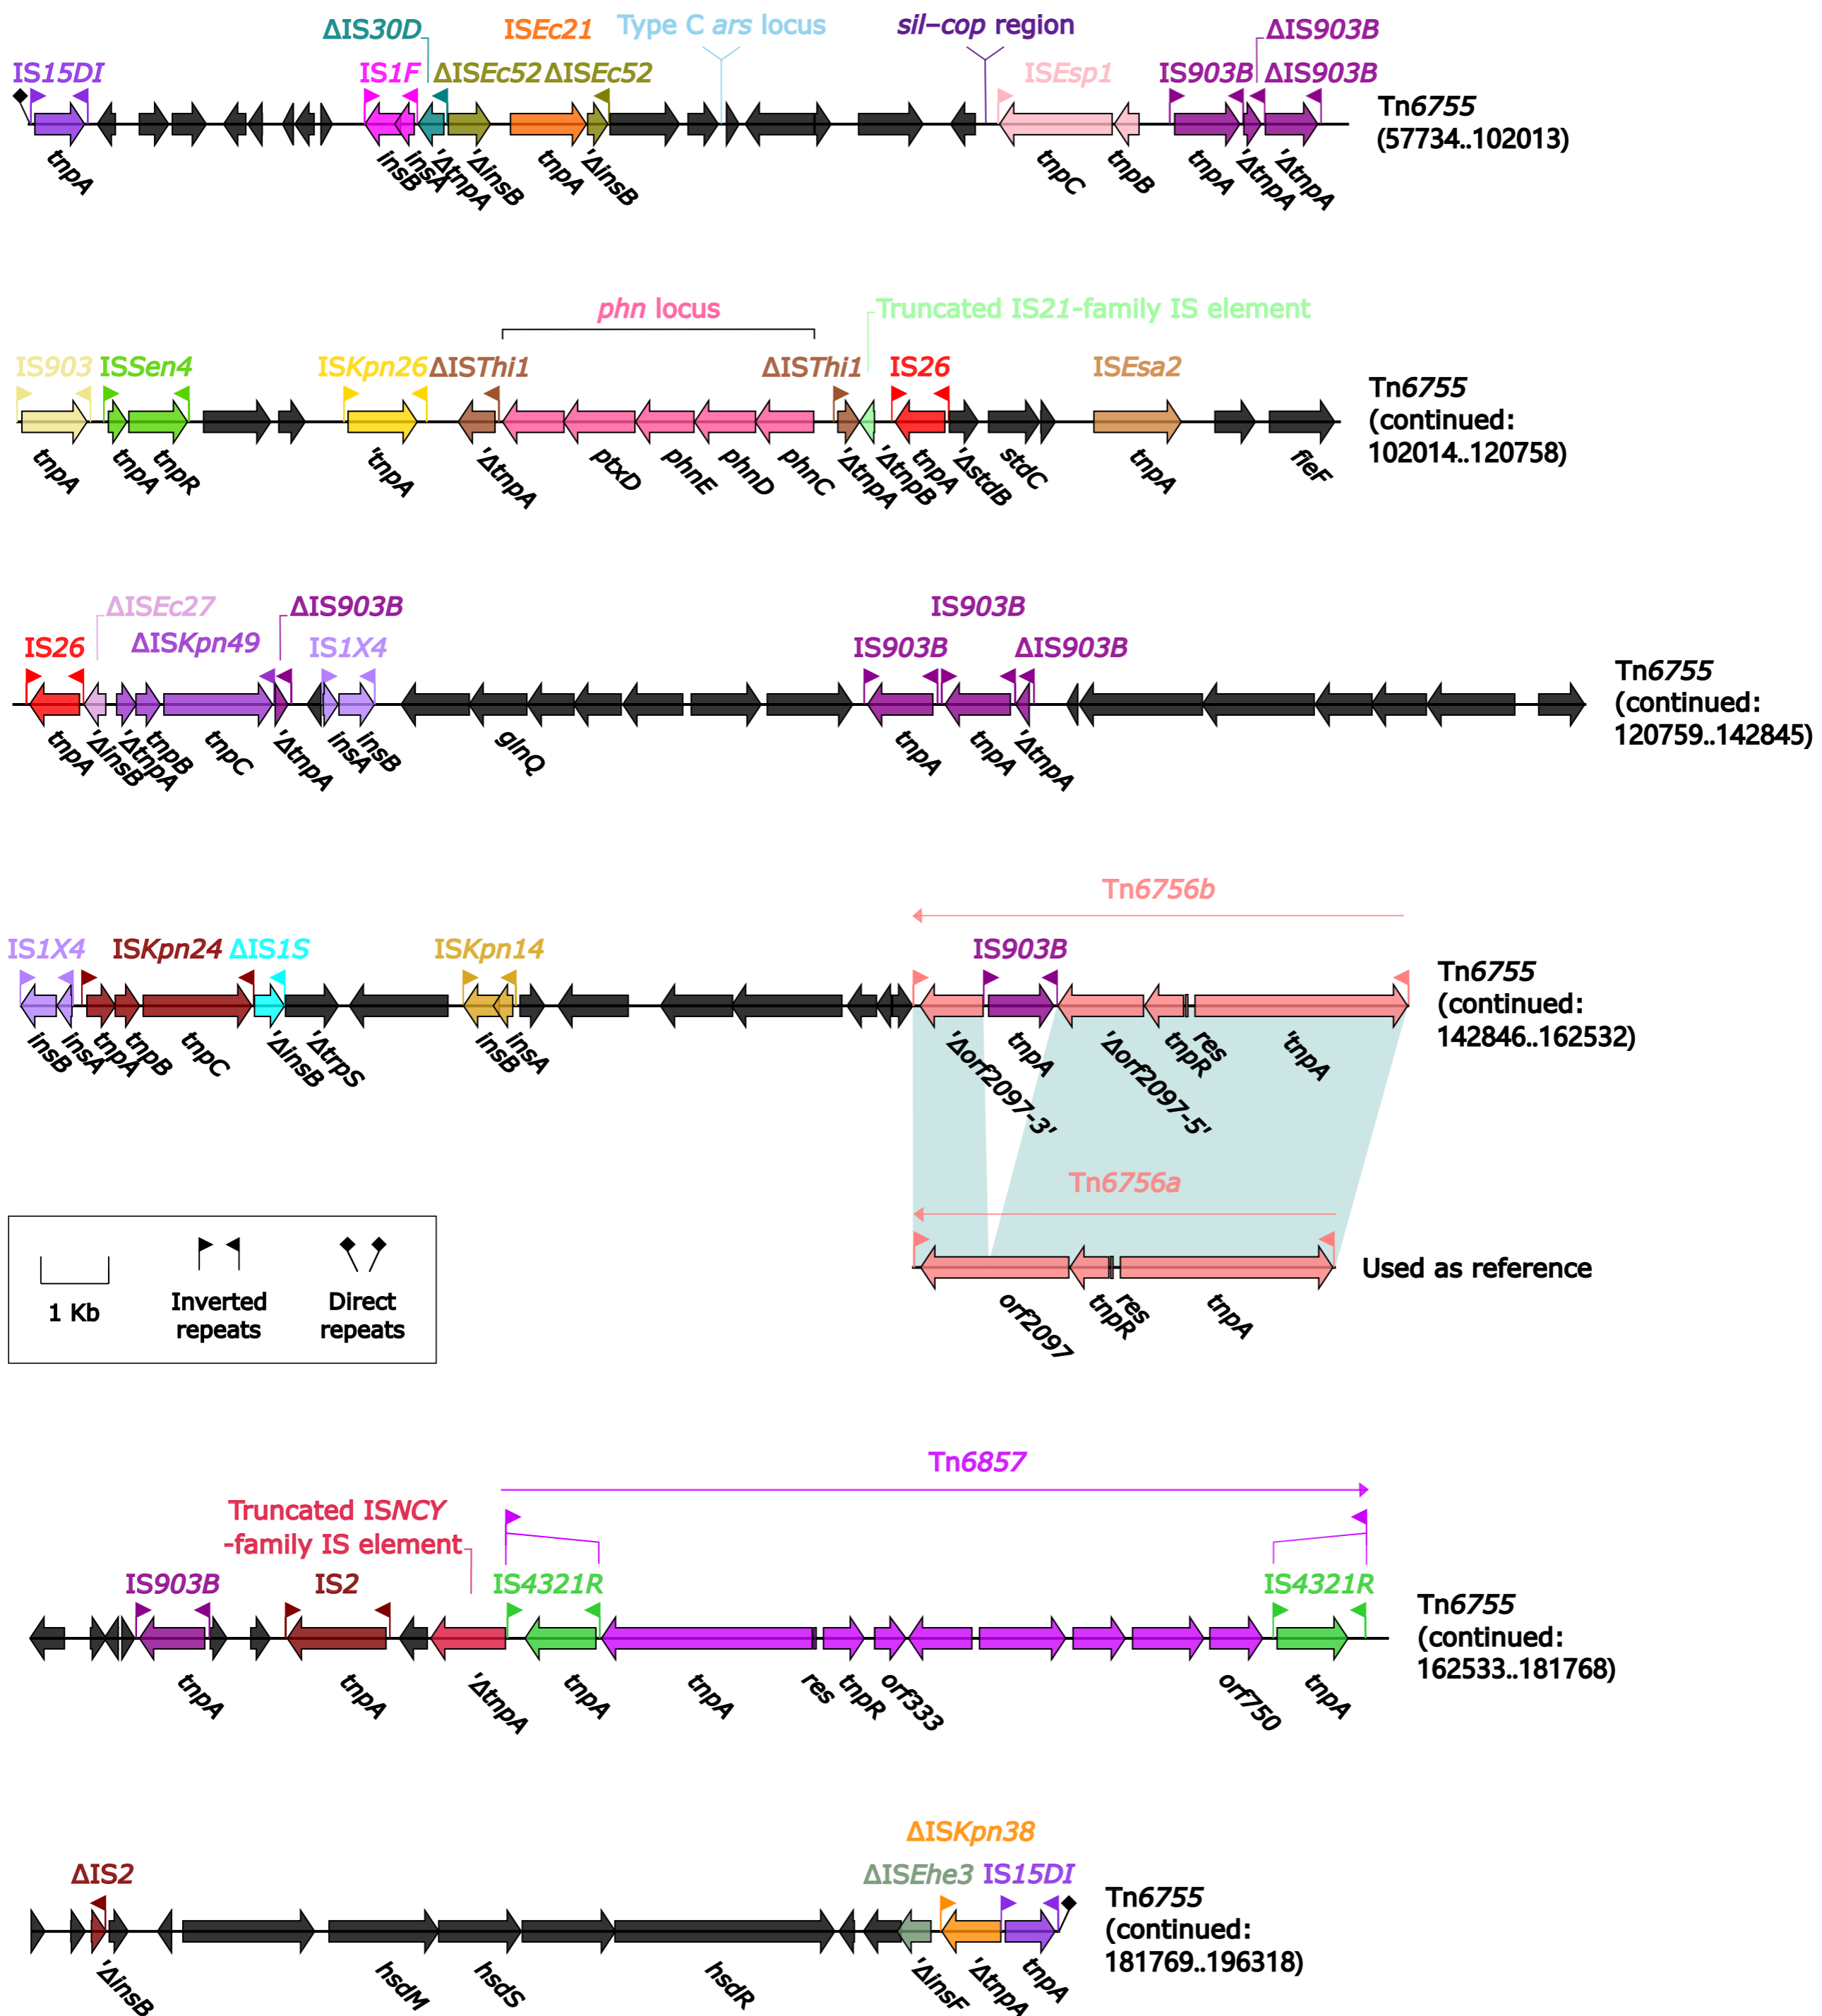 ΔIS30D ISEc21 Type C ars locus sil-cop region ΔIS903B
IS15DI IS1F ΔISEc52 ΔISEc52 ISEsp1 IS903B ΔIS903B
Tn6755
(57734..102013)
tnpA insB insA 'ΔtnpA 'ΔinsB tnpA 'ΔinsB tnpC tnpB tnpA 'ΔtnpA 'ΔtnpA
phn locus Truncated IS21-family IS element
IS903 ISSen4 ISKpn26 ΔISThi1 ΔISThi1 IS26 ISEsa2
Tn6755
(continued:
102014..120758)
tnpA tnpA tnpR 'tnpA 'ΔtnpA ptxD phnE phnD phnC 'ΔtnpA 'ΔtnpB tnpA 'ΔstdB stdC tnpA fieF
ΔISEc27 ΔIS903B IS903B
IS26 ΔISKpn49 IS1X4 IS903B ΔIS903B
Tn6755
(continued:
120759..142845)
tnpA 'ΔinsB 'ΔtnpA tnpB tnpC 'ΔtnpA insA insB glnQ tnpA tnpA 'ΔtnpA
Tn6756b
IS1X4 ISKpn24 ΔIS1S ISKpn14 IS903B
Tn6755
(continued:
142846..162532)
insB insA tnpA tnpB tnpC 'ΔinsB 'ΔtrpS insB insA 'Δorf2097-3' tnpA 'Δorf2097-5' tnpR res 'tnpA
Tn6756a
Used as reference
orf2097 tnpR res tnpA
1 Kb
Inverted
repeats
Direct
repeats
Tn6857
Truncated ISNCY
-family IS element
IS903B IS2 IS4321R IS4321R
Tn6755
(continued:
162533..181768)
tnpA tnpA 'ΔtnpA tnpA tnpA res tnpR orf333 orf750 tnpA
ΔISKpn38
ΔIS2 ΔISEhe3 IS15DI
Tn6755
(continued:
181769..196318)
'ΔinsB hsdM hsdS hsdR 'ΔinsF 'ΔtnpA tnpA